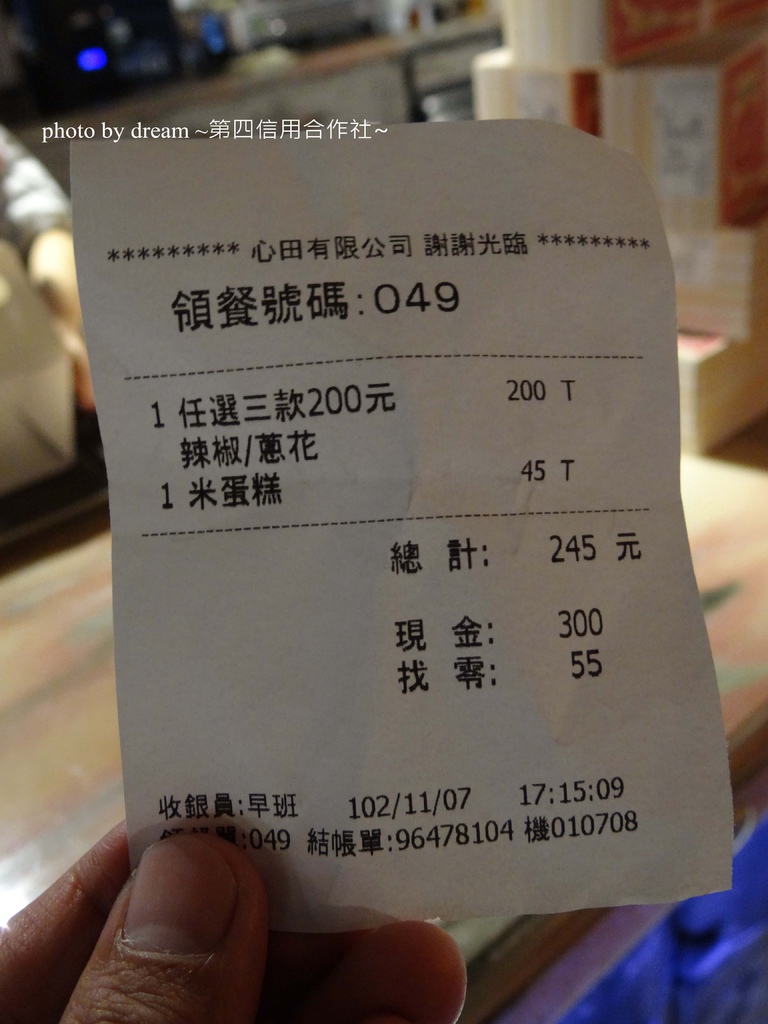 photo by dream ~第四信用合作社~
********* 心田有限公司 謝謝光臨 *********
領餐號碼:049
1 任選三款200元 200 T
辣椒/蔥花
1 米蛋糕 45 T
總 計: 245 元
現 金: 300
找 零: 55
收銀員:早班 102/11/07 17:15:09
領餐單:049 結帳單:96478104 機010708